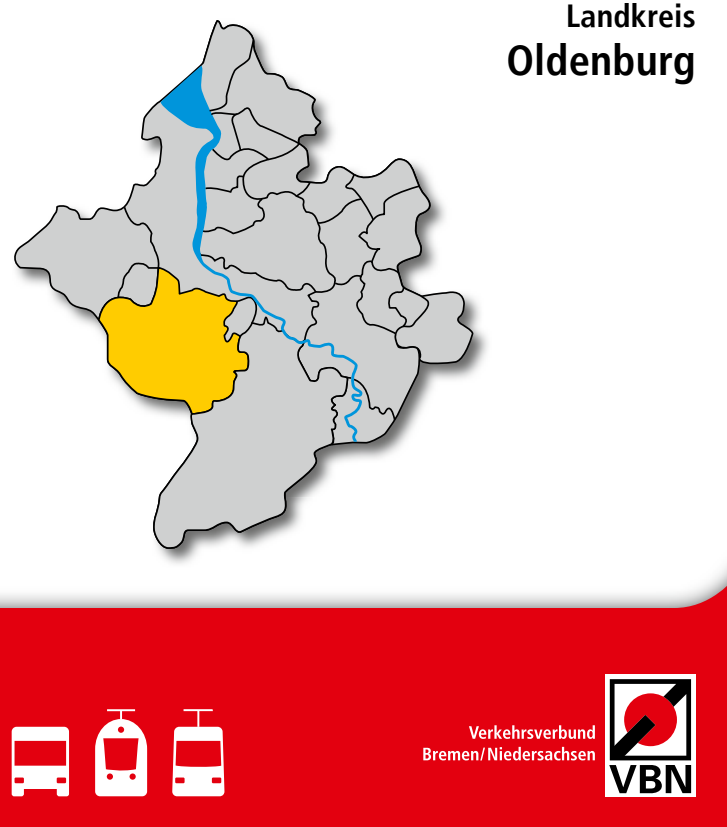 Landkreis
Oldenburg
Verkehrsverbund
Bremen/Niedersachsen
VBN